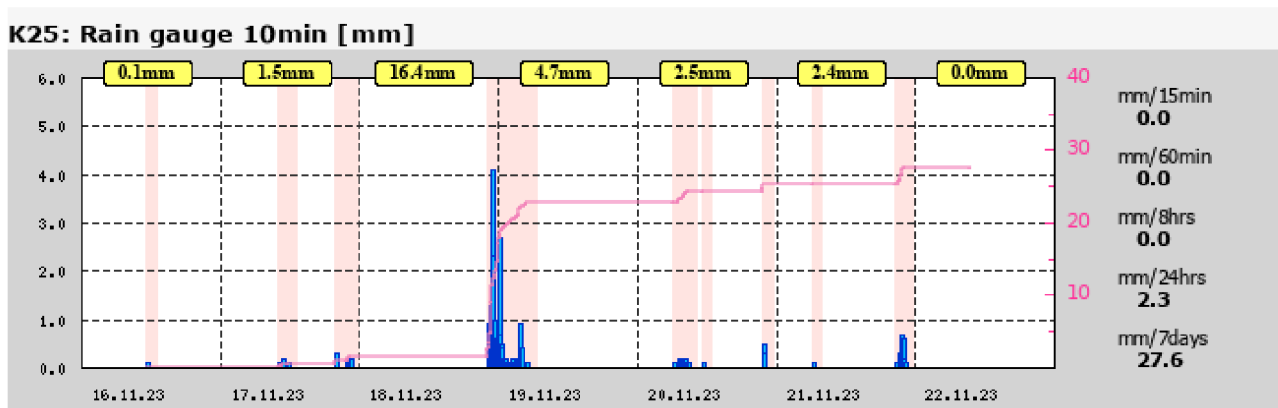 K25: Rain gauge 10min [mm]
0.1mm 1.5mm 16.4mm 4.7mm 2.5mm 2.4mm 0.0mm
6.0 40
5.0
4.0 30
3.0
2.0 20
1.0 10
0.0
mm/15min
0.0
mm/60min
0.0
mm/8hrs
0.0
mm/24hrs
2.3
mm/7days
27.6
16.11.23 17.11.23 18.11.23 19.11.23 20.11.23 21.11.23 22.11.23